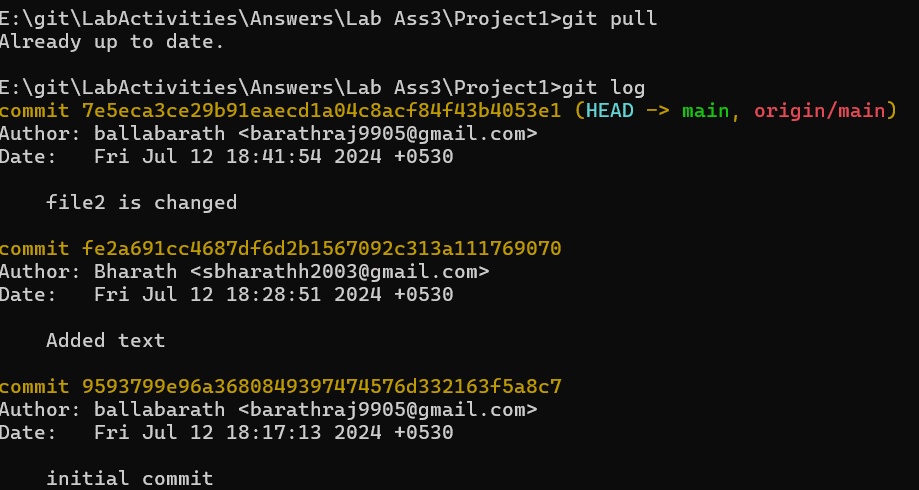 E:\git\LabActivities\Answers\Lab Ass3\Project1>git pull
Already up to date.
E:\git\LabActivities\Answers\Lab Ass3\Project1>git log
commit 7e5eca3ce29b91eaecd1a04c8acf84f43b4053e1 (HEAD -> main, origin/main)
Author: ballabarath <barathraj9905@gmail.com>
Date:   Fri Jul 12 18:41:54 2024 +0530
    file2 is changed
commit fe2a691cc4687df6d2b1567092c313a111769070
Author: Bharath <sbharathh2003@gmail.com>
Date:   Fri Jul 12 18:28:51 2024 +0530
    Added text
commit 9593799e96a3680849397474576d332163f5a8c7
Author: ballabarath <barathraj9905@gmail.com>
Date:   Fri Jul 12 18:17:13 2024 +0530
    initial commit